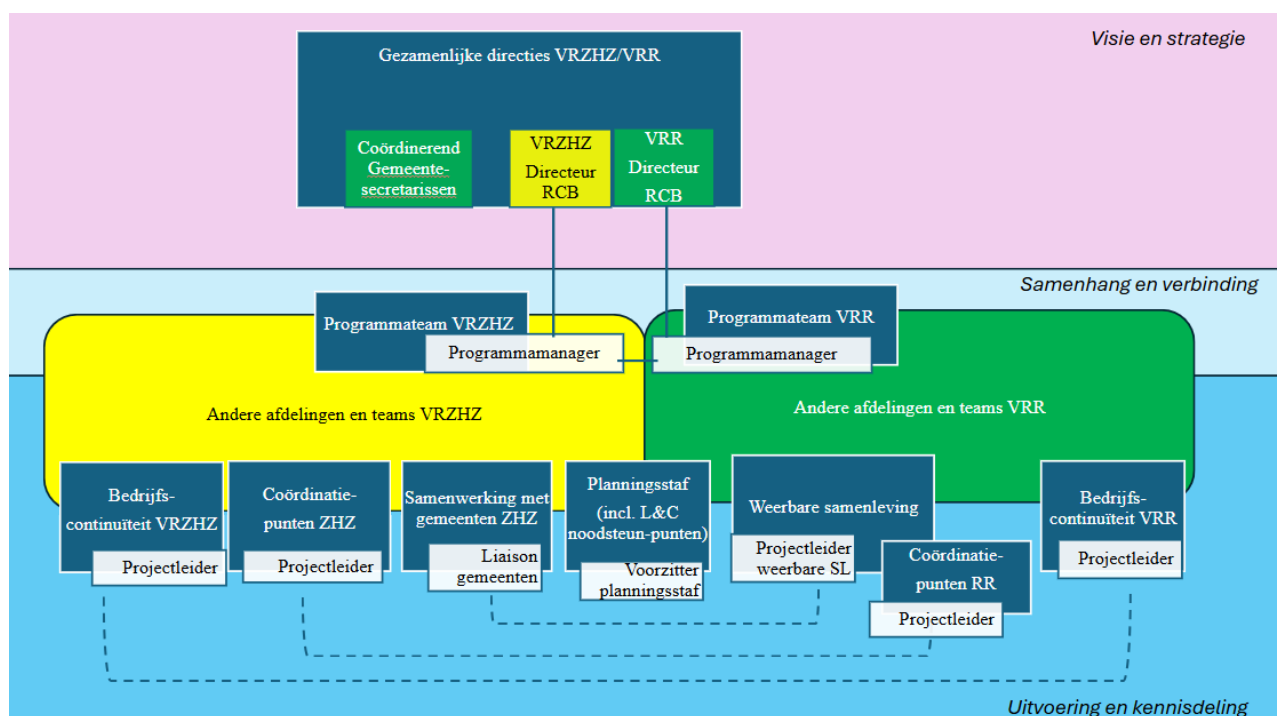 Visie en strategie
Gezamenlijke directies VRZHZ/VRR
Coördinerend
Gemeente-
secretarissen
VRZHZ
Directeur
RCB
VRR
Directeur
RCB
Samenhang en verbinding
Programmateam VRZHZ
Programmamanager
Programmateam VRR
Programmamanager
Andere afdelingen en teams VRZHZ
Andere afdelingen en teams VRR
Bedrijfs-
continuïteit VRZHZ
Projectleider
Coördinatie-
punten ZHZ
Projectleider
Samenwerking met
gemeenten ZHZ
Liaison
gemeenten
Planningsstaf
(incl. L&C
noodsteun-punten)
Voorzitter
planningsstaf
Weerbare samenleving
Projectleider
weerbare SL
Coördinatie-
punten RR
Projectleider
Bedrijfs-
continuïteit VRR
Projectleider
Uitvoering en kennisdeling